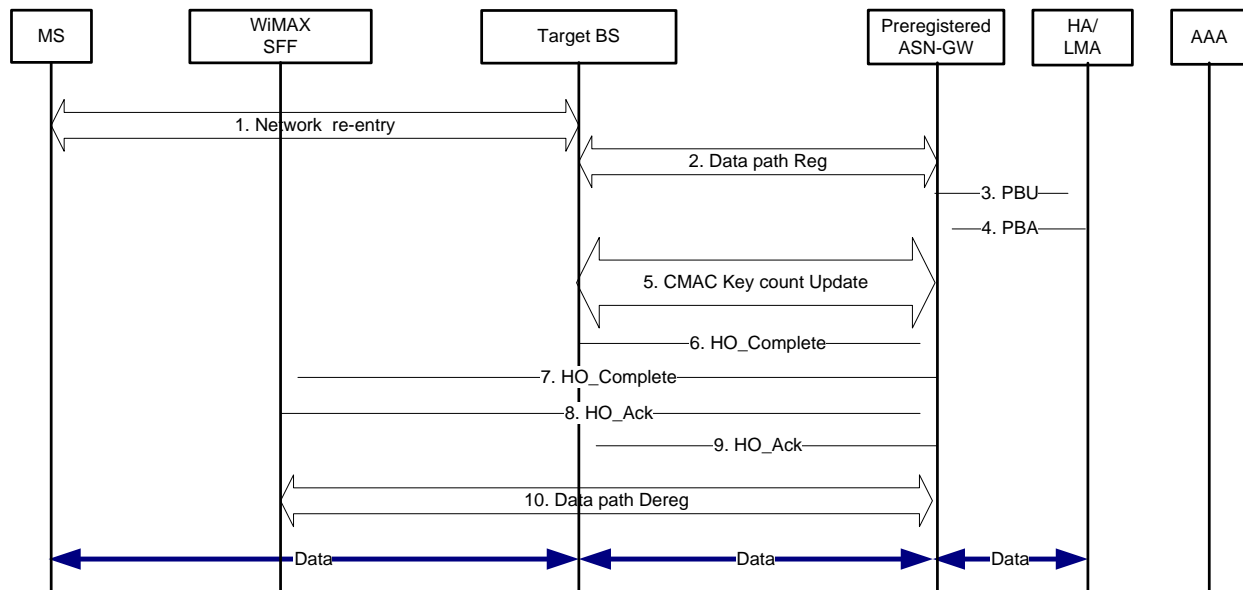 MS
WiMAX
SFF
Target BS
Preregistered
ASN-GW
HA/
LMA
AAA
1. Network re-entry
2. Data path Reg
3. PBU
4. PBA
5. CMAC Key count Update
6. HO_Complete
7. HO_Complete
8. HO_Ack
9. HO_Ack
10. Data path Dereg
Data
Data
Data